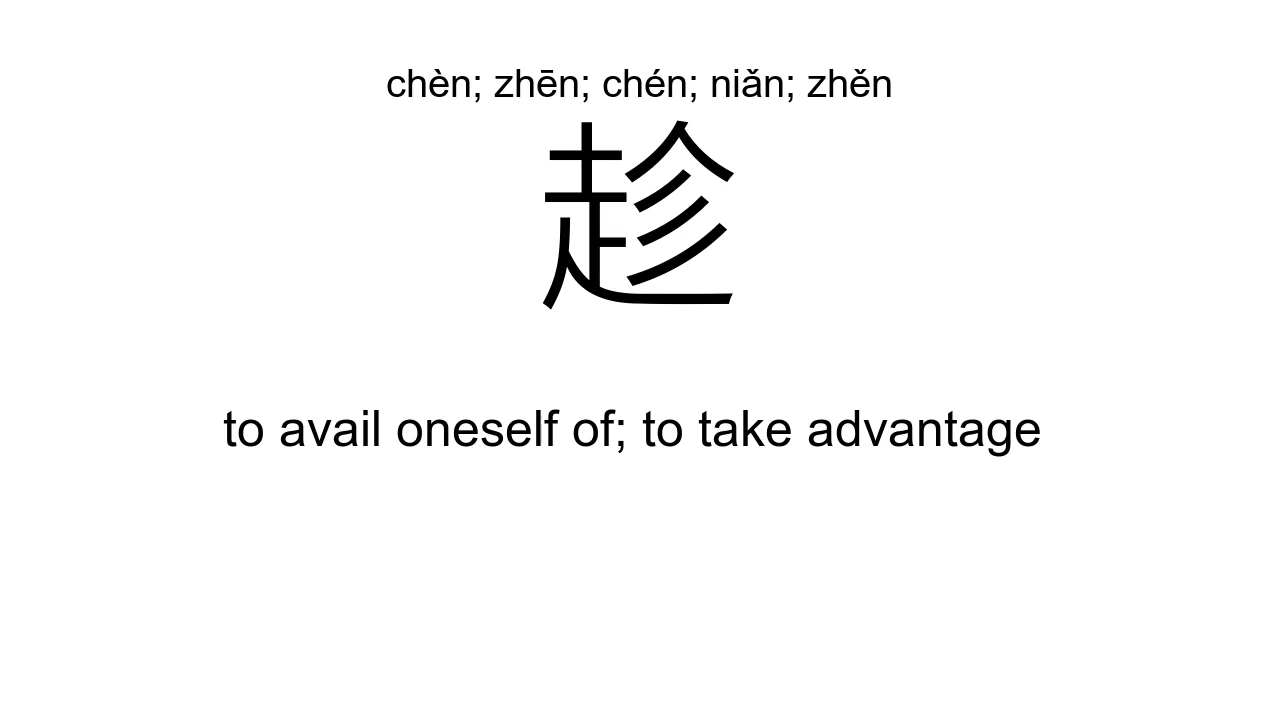 chèn; zhēn; chén; niǎn; zhěn
趁
to avail oneself of; to take advantage